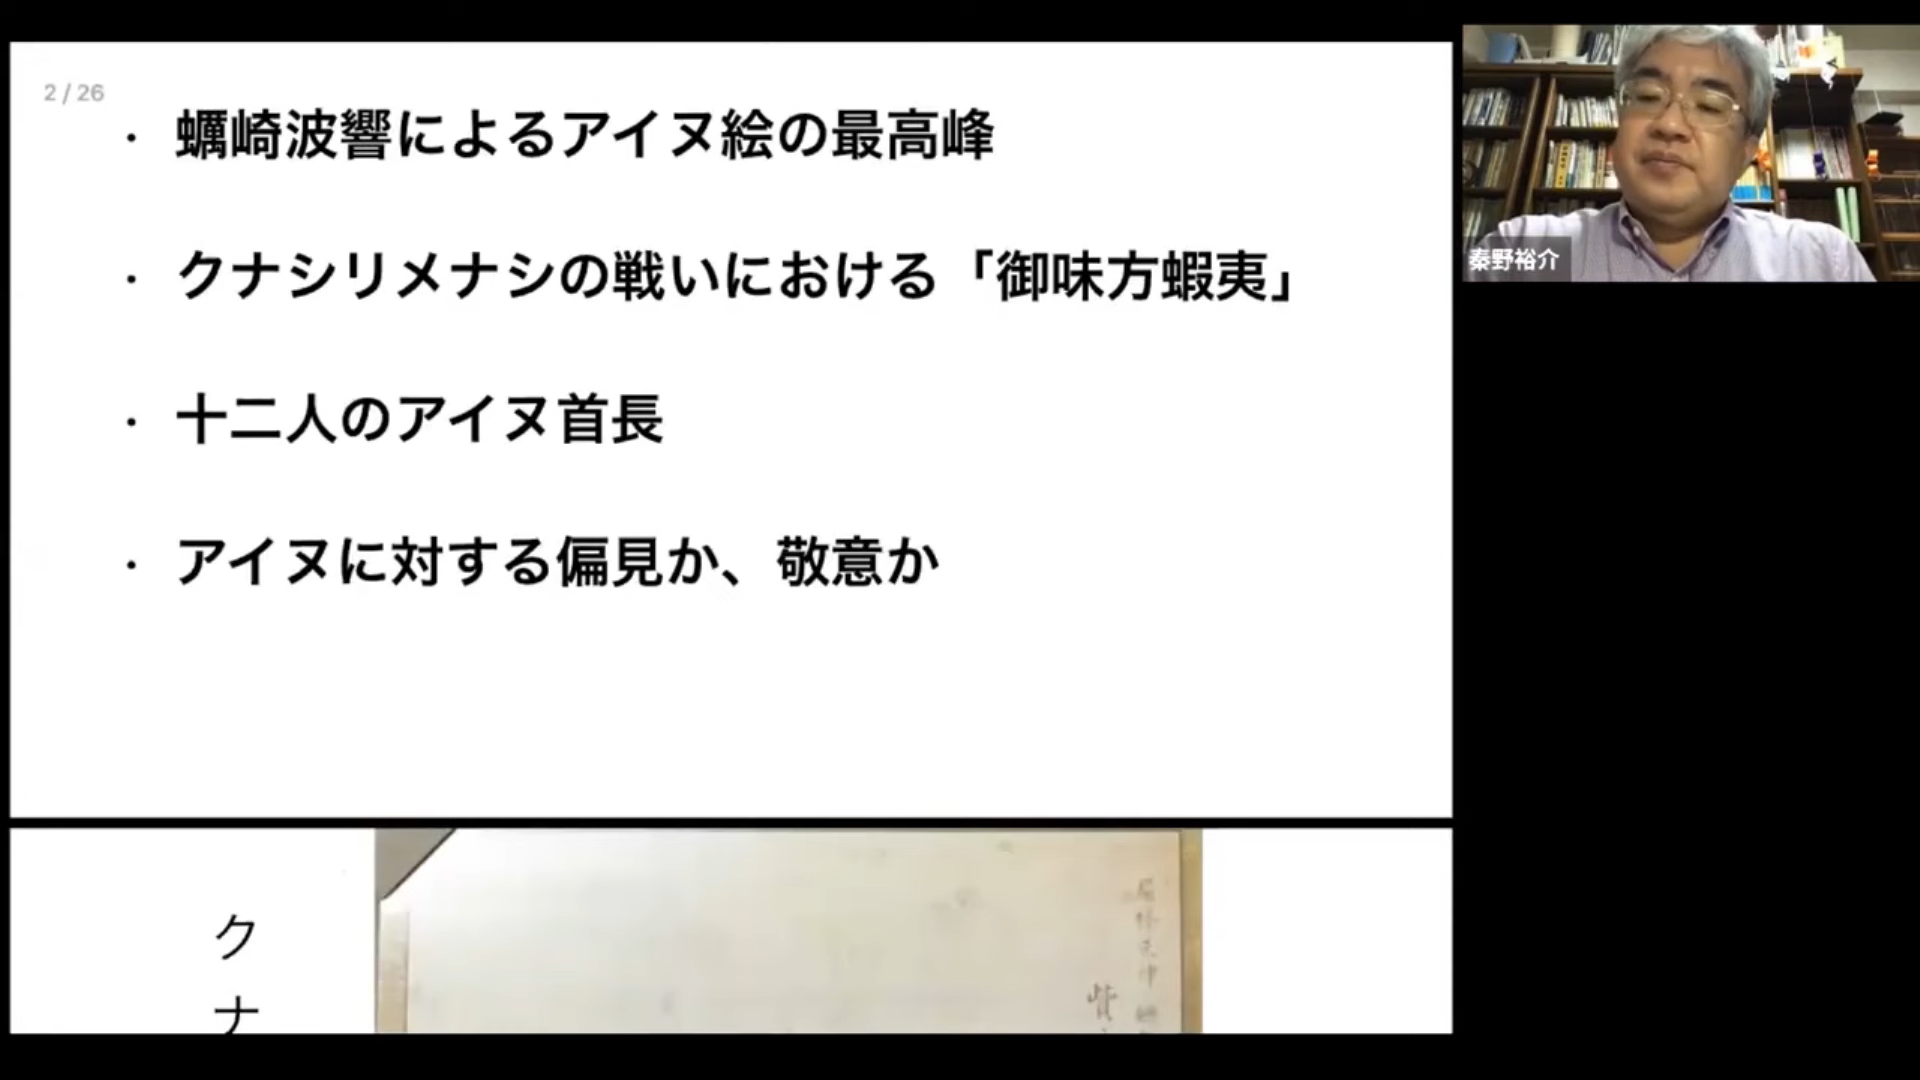 2 / 26
・ 蠣崎波響によるアイヌ絵の最高峰
・ クナシリメナシの戦いにおける「御味方蝦夷」
・ 十二人のアイヌ首長
・ アイヌに対する偏見か、敬意か
秦野裕介
クナ